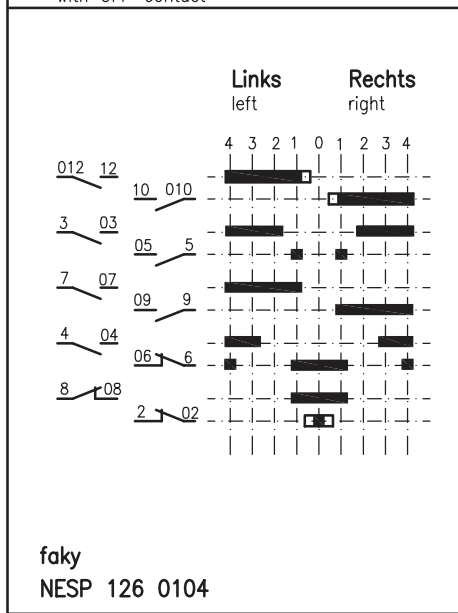 with off-contact
Links Rechts
left right
4 3 2 1 0 1 2 3 4
012 12
10 010
3 03
05 5
7 07
09 9
4 04
06 6
8 08
2 02
faky
NESP 126 0104